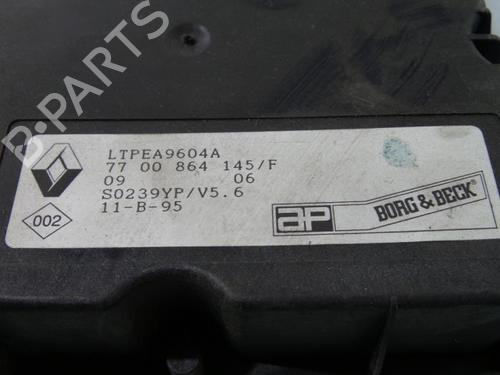 B-PARTS
LTPEA9604A
77 00 864 145/F
09 06
S0239YP/V5.6
11-B-95
002
ap BORG & BECK